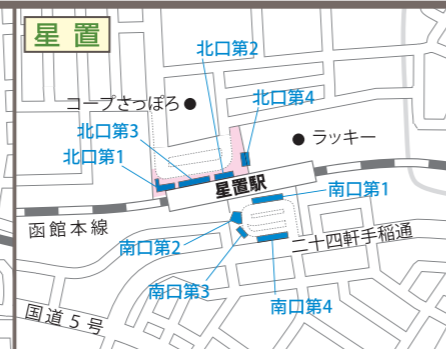 星置
北口第2
コープさっぽろ
北口第4
北口第3
ラッキー
北口第1
星置駅
南口第1
函館本線
南口第2
二十四軒手稲通
南口第3
南口第4
国道5号